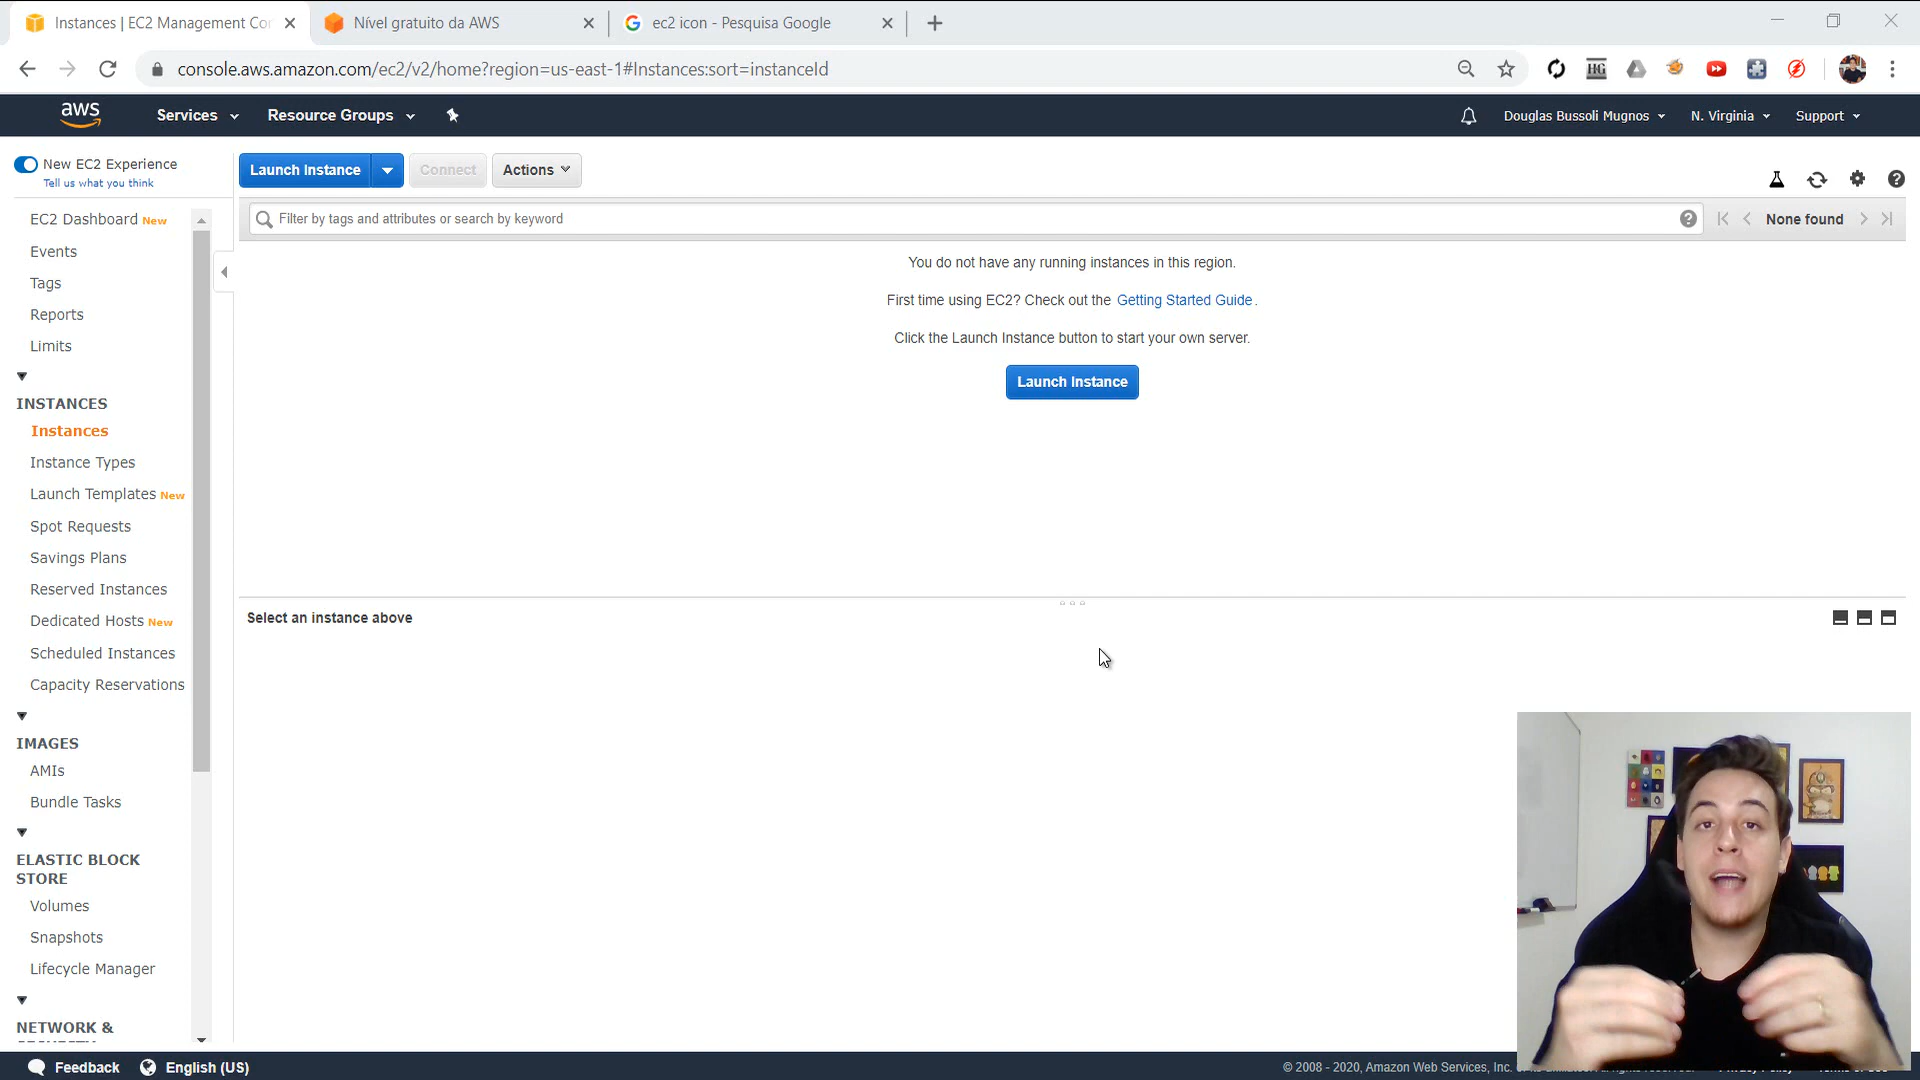 Instances | EC2 Management Co
Nível gratuito da AWS
ec2 icon - Pesquisa Google
console.aws.amazon.com/ec2/v2/home?region=us-east-1#Instances:sort=instanceId
HG
aws
Services
Resource Groups
Douglas Bussoli Mugnos
N. Virginia
Support
New EC2 Experience
Tell us what you think
Launch Instance
Connect
Actions
EC2 Dashboard New
Events
Tags
Reports
Limits
INSTANCES
Instances
Instance Types
Launch Templates New
Spot Requests
Savings Plans
Reserved Instances
Dedicated Hosts New
Scheduled Instances
Capacity Reservations
IMAGES
AMIs
Bundle Tasks
ELASTIC BLOCK
STORE
Volumes
Snapshots
Lifecycle Manager
NETWORK &
Filter by tags and attributes or search by keyword
None found
You do not have any running instances in this region.
First time using EC2? Check out the Getting Started Guide.
Click the Launch Instance button to start your own server.
Launch Instance
Select an instance above
Feedback
English (US)
© 2008 - 2020, Amazon Web Services, Inc.